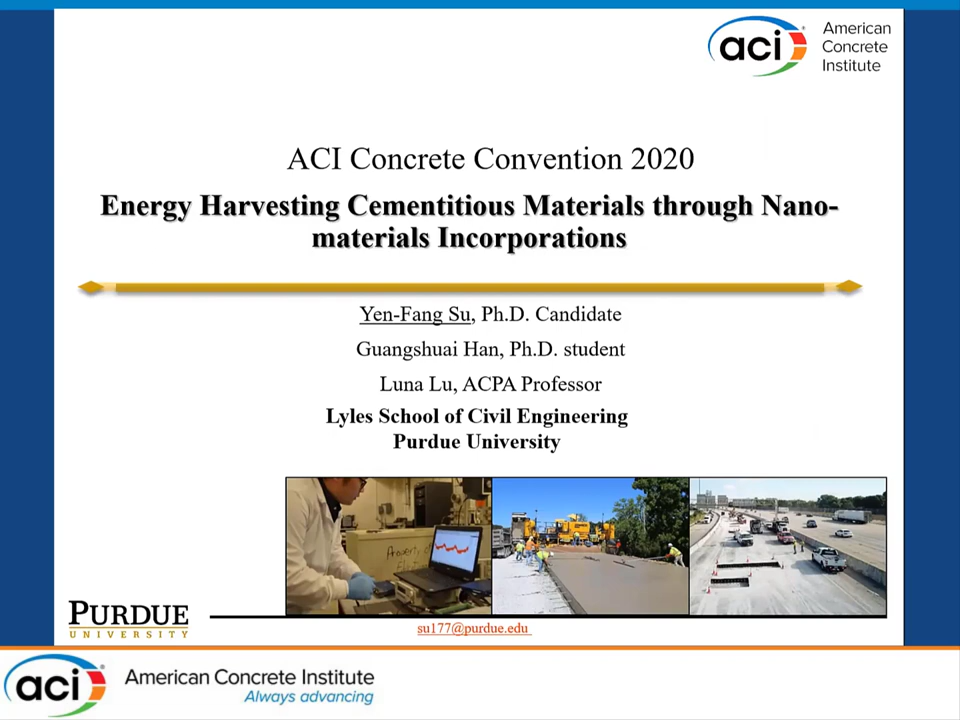 aci American
Concrete
Institute
ACI Concrete Convention 2020
Energy Harvesting Cementitious Materials through Nano-
materials Incorporations
Yen-Fang Su, Ph.D. Candidate
Guangshuai Han, Ph.D. student
Luna Lu, ACPA Professor
Lyles School of Civil Engineering
Purdue University
Property of
PURDUE
UNIVERSITY
su177@purdue.edu
aci American Concrete Institute
Always advancing